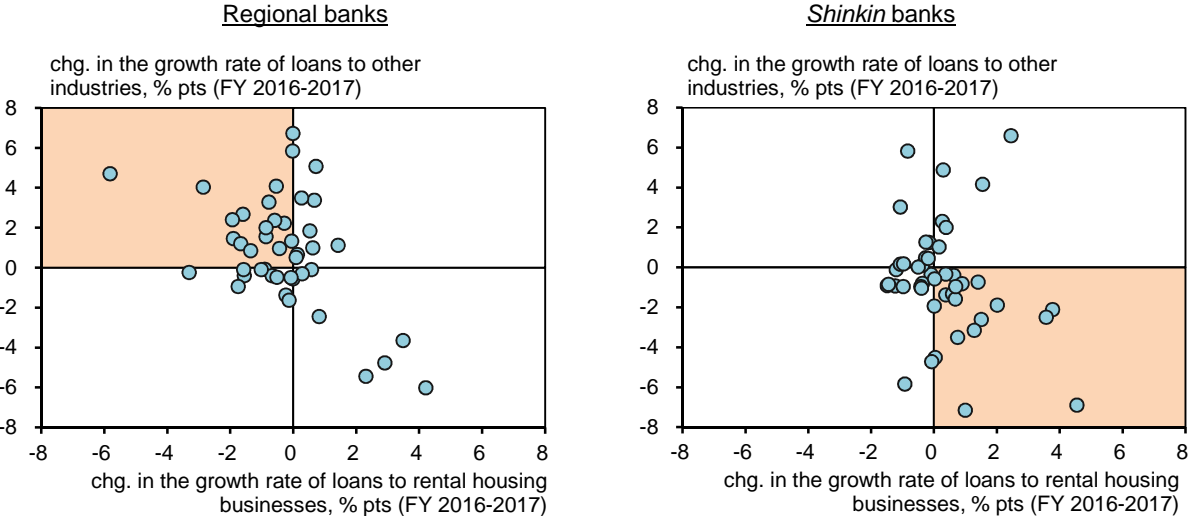 Regional banks
chg. in the growth rate of loans to other
industries, % pts (FY 2016-2017)
8
6
4
2
0
-2
-4
-6
-8
-8 -6 -4 -2 0 2 4 6 8
chg. in the growth rate of loans to rental housing
businesses, % pts (FY 2016-2017)
Shinkin banks
chg. in the growth rate of loans to other
industries, % pts (FY 2016-2017)
8
6
4
2
0
-2
-4
-6
-8
-8 -6 -4 -2 0 2 4 6 8
chg. in the growth rate of loans to rental housing
businesses, % pts (FY 2016-2017)